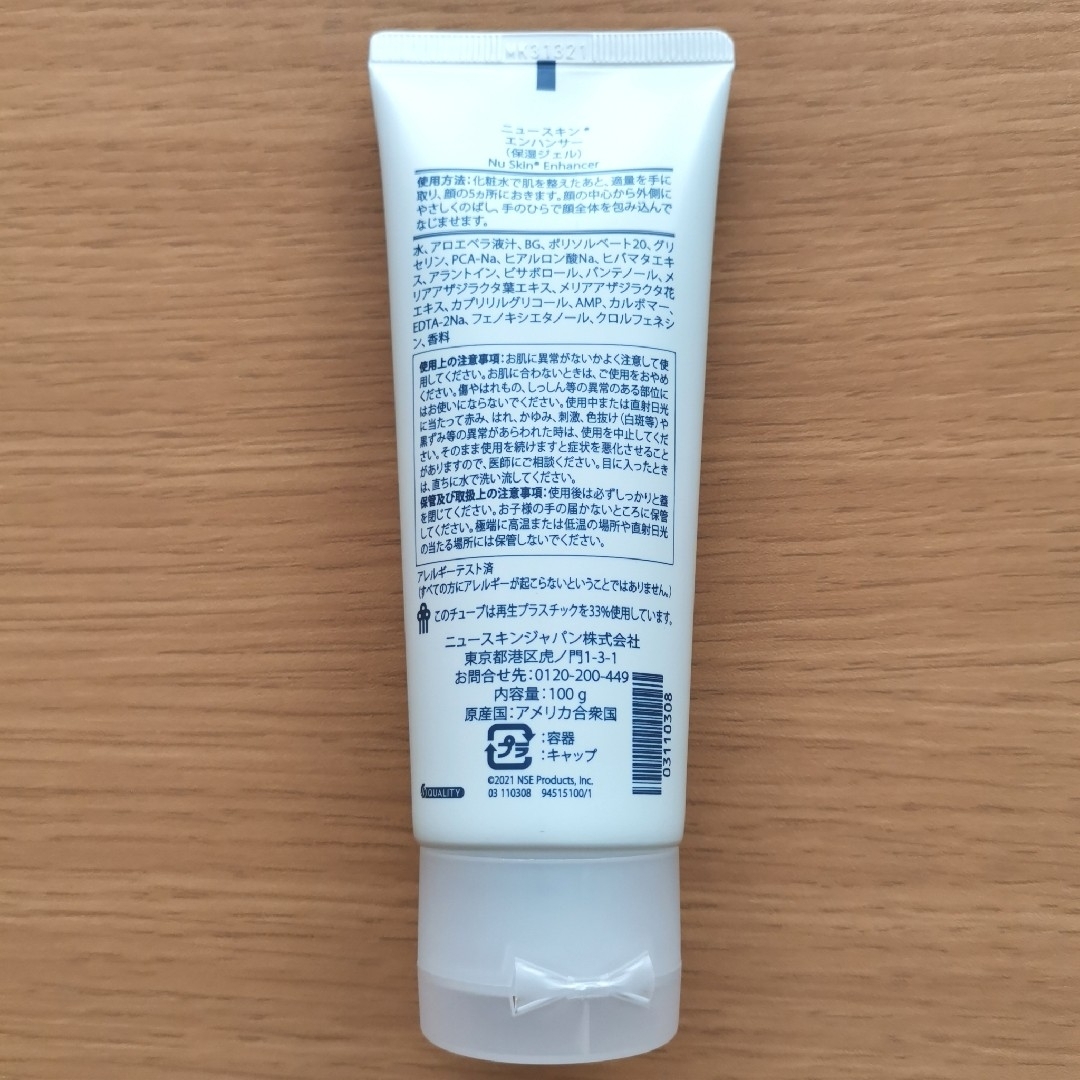 MK31321
ニュースキン®
エンハンサー
(保湿ジェル)
Nu Skin® Enhancer
使用方法:化粧水で肌を整えたあと、適量を手に
取り、顔の5ヵ所におきます。顔の中心から外側に
やさしくのばし、手のひらで顔全体を包み込んで
なじませます。
水、アロエベラ液汁、BG、ポリソルベート20、グリ
セリン、PCA-Na、ヒアルロン酸Na、ヒバマタエキ
ス、アラントイン、ビサボロール、パンテノール、メ
リアアザジラクタ葉エキス、メリアアザジラクタ花
エキス、カプリリルグリコール、AMP、カルボマー、
EDTA-2Na、フェノキシエタノール、クロルフェネシ
ン、香料
使用上の注意事項:お肌に異常がないかよく注意して使
用してください。お肌に合わないときは、ご使用をおやめ
ください。傷やはれもの、しっしん等の異常のある部位に
はお使いにならないでください。使用中または直射日光
に当たって赤み、はれ、かゆみ、刺激、色抜け(白斑等)や
黒ずみ等の異常があらわれた時は、使用を中止してくだ
さい。そのまま使用を続けますと症状を悪化させること
がありますので、医師にご相談ください。目に入ったとき
は、直ちに水で洗い流してください。
保管及び取扱上の注意事項:使用後は必ずしっかりと蓋
を閉じてください。お子様の手の届かないところに保管
してください。極端に高温または低温の場所や直射日光
の当たる場所には保管しないでください。
アレルギーテスト済
(すべての方にアレルギーが起こらないということではありません。)
このチューブは再生プラスチックを33%使用しています。
ニュースキンジャパン株式会社
東京都港区虎ノ門1-3-1
お問合せ先:0120-200-449
内容量:100 g
原産国:アメリカ合衆国
プラ
:容器
:キャップ
©2021 NSE Products, Inc.
03 110308 94515100/1
6 QUALITY
03110308